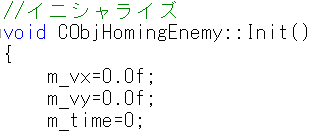 //イニシャライズ
void CObjHomingEnemy::Init()
{
m_vx=0.0f;
m_vy=0.0f;
m_time=0;